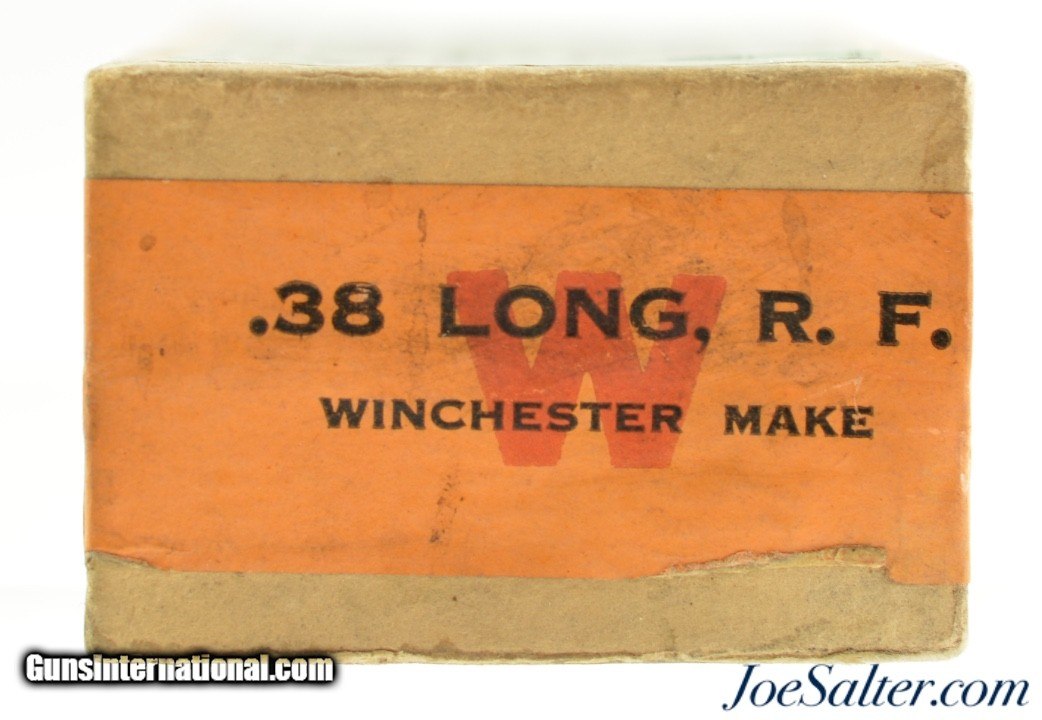 .38 LONG, R. F.
W
WINCHESTER MAKE
GunsInternational.com
JoeSalter.com